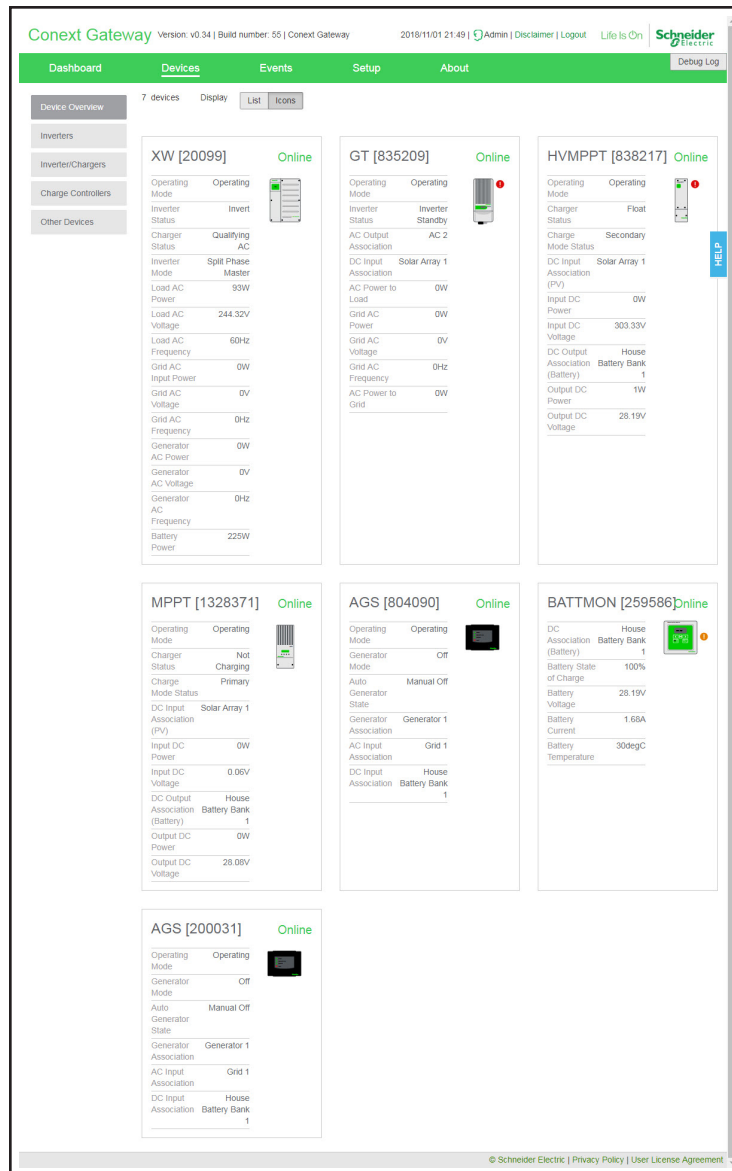 Conext Gateway Version: v0.34 | Build number: 55 | Conext Gateway 2018/11/01 21:49 | Admin | Disclaimer | Logout Life Is On Schneider Electric
Dashboard Devices Events Setup About Debug Log
Device Overview
Inverters
Inverter/Chargers
Charge Controllers
Other Devices
HELP
7 devices Display List Icons
XW [20099] Online
Operating Operating
Mode
Inverter Invert
Status
Charger Qualifying
Status AC
Inverter Split Phase
Mode Master
Load AC 93W
Power
Load AC 244.32V
Voltage
Load AC 60Hz
Frequency
Grid AC 0W
Input Power
Grid AC 0V
Voltage
Grid AC 0Hz
Frequency
Generator 0W
AC Power
Generator 0V
AC Voltage
Generator 0Hz
AC
Frequency
Battery 225W
Power
GT [835209] Online
Operating Operating
Mode
Inverter Inverter
Status Standby
AC Output AC 2
Association
DC Input Solar Array 1
Association
AC Power to 0W
Load
Grid AC 0W
Power
Grid AC 0V
Voltage
Grid AC 0Hz
Frequency
AC Power to 0W
Grid
HVMPPT [838217] Online
Operating Operating
Mode
Charger Float
Status
Charge Secondary
Mode Status
DC Input Solar Array 1
Association
(PV)
Input DC 0W
Power
Input DC 303.33V
Voltage
DC Output House
Association Battery Bank
(Battery) 1
Output DC 1W
Power
Output DC 28.19V
Voltage
MPPT [1328371] Online
Operating Operating
Mode
Charger Not
Status Charging
Charge Primary
Mode Status
DC Input Solar Array 1
Association
(PV)
Input DC 0W
Power
Input DC 0.06V
Voltage
DC Output House
Association Battery Bank
(Battery) 1
Output DC 0W
Power
Output DC 28.08V
Voltage
AGS [804090] Online
Operating Operating
Mode
Generator Off
Mode
Auto Manual Off
Generator
State
Generator Generator 1
Association
AC Input Grid 1
Association
DC Input House
Association Battery Bank
1
BATTMON [259586] Online
DC House
Association Battery Bank
(Battery) 1
Battery State 100%
of Charge
Battery 28.19V
Voltage
Battery 1.68A
Current
Battery 30degC
Temperature
AGS [200031] Online
Operating Operating
Mode
Generator Off
Mode
Auto Manual Off
Generator
State
Generator Generator 1
Association
AC Input Grid 1
Association
DC Input House
Association Battery Bank
1
© Schneider Electric | Privacy Policy | User License Agreement